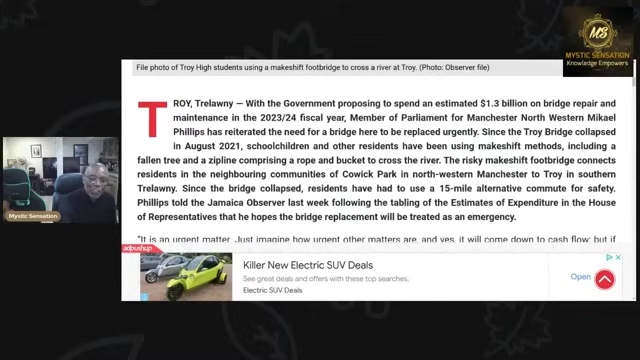 MS
MYSTIC SENSATION
Knowledge Empowers
File photo of Troy High students using a makeshift footbridge to cross a river at Troy. (Photo: Observer file)
TROY, Trelawny — With the Government proposing to spend an estimated $1.3 billion on bridge repair and
maintenance in the 2023/24 fiscal year, Member of Parliament for Manchester North Western Mikael
Phillips has reiterated the need for a bridge here to be replaced urgently. Since the Troy Bridge collapsed
in August 2021, schoolchildren and other residents have been using makeshift methods, including a
fallen tree and a zipline comprising a rope and bucket to cross the river. The risky makeshift footbridge connects
residents in the neighbouring communities of Cowick Park in north-western Manchester to Troy in southern
Trelawny. Since the bridge collapsed, residents have had to use a 15-mile alternative commute for safety.
Phillips told the Jamaica Observer last week following the tabling of the Estimates of Expenditure in the House
of Representatives that he hopes the bridge replacement will be treated as an emergency.
“It is an urgent matter. Just imagine how urgent other matters are, and yes, it will come down to cash flow; but if
adpushup
Killer New Electric SUV Deals
See great deals and offers with these top searches.
Electric SUV Deals
Open
Mystic Sensation